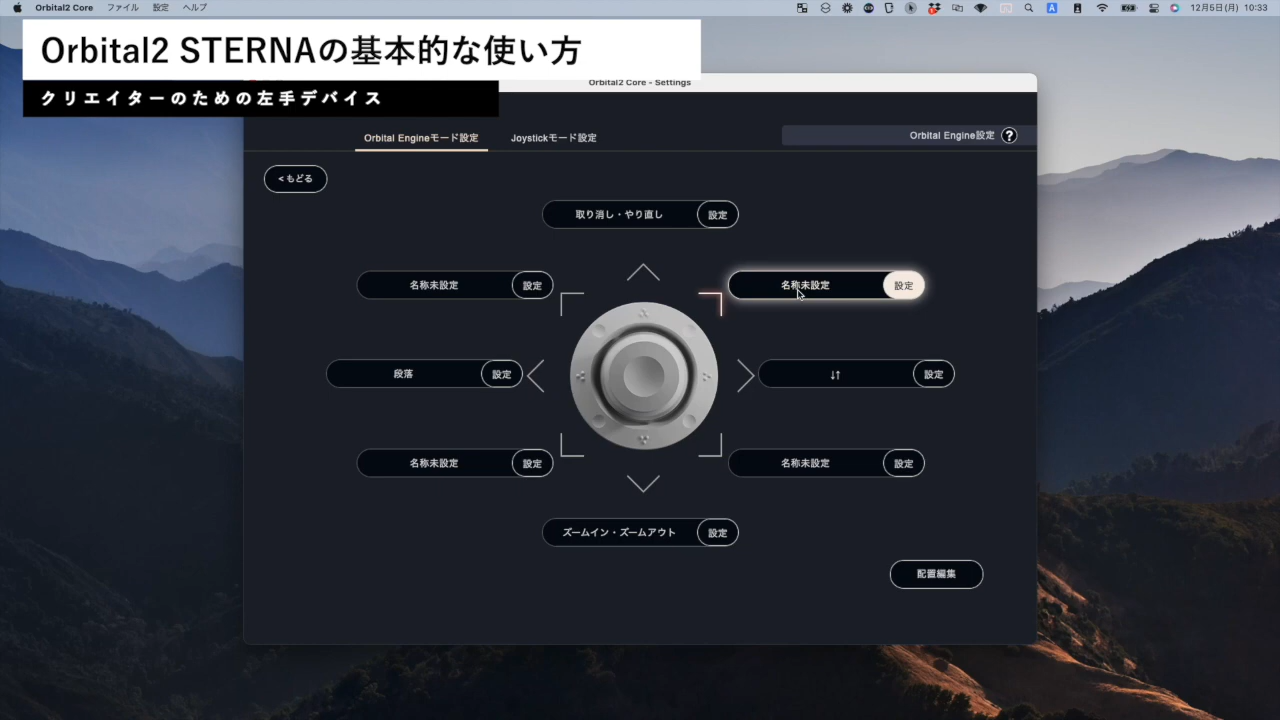 Orbital2 Core ファイル 設定 ヘルプ
12月5日(月) 10:33
Orbital2 STERNAの基本的な使い方
クリエイターのための左手デバイス
Orbital2 Core - Settings
Orbital Engineモード設定 Joystickモード設定 Orbital Engine設定 ?
< もどる
取り消し・やり直し 設定
名称未設定 設定 名称未設定 設定
段落 設定 ↓↑ 設定
名称未設定 設定 名称未設定 設定
ズームイン・ズームアウト 設定
配置編集